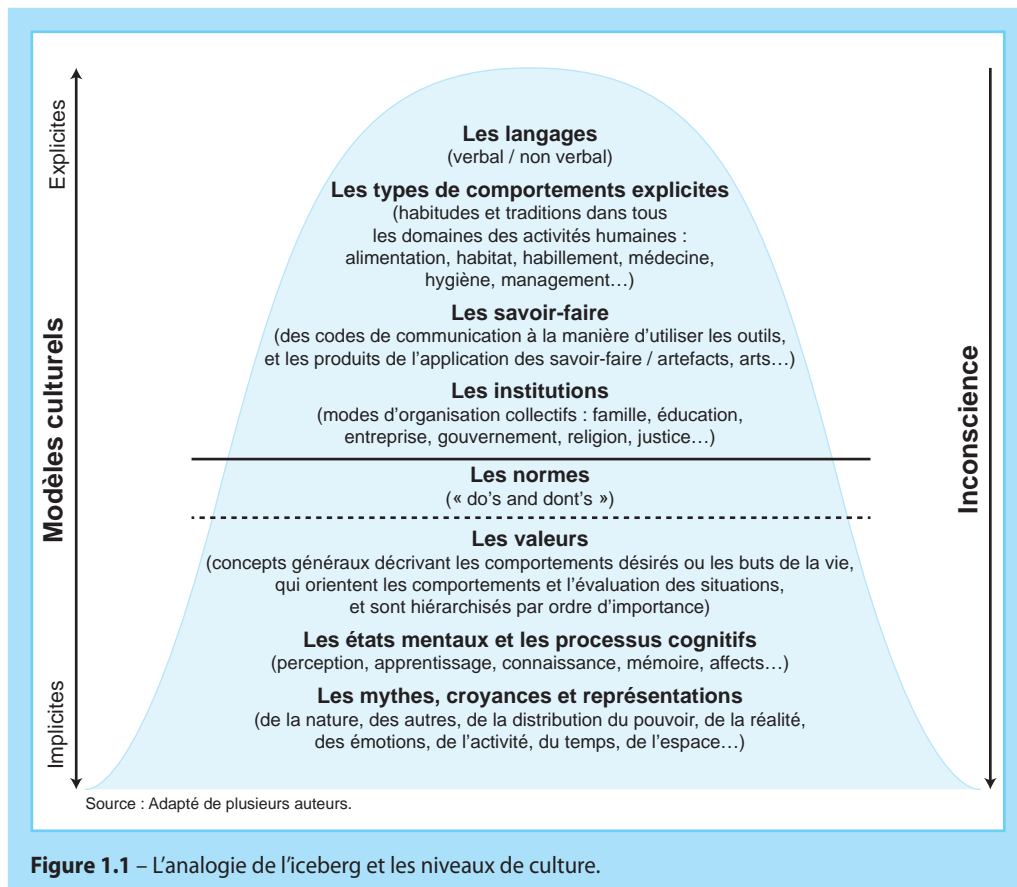 Explicites
Modèles culturels
Implicites
Les langages
(verbal / non verbal)
Les types de comportements explicites
(habitudes et traditions dans tous
les domaines des activités humaines :
alimentation, habitat, habillement, médecine,
hygiène, management…)
Les savoir-faire
(des codes de communication à la manière d'utiliser les outils,
et les produits de l'application des savoir-faire / artefacts, arts…)
Les institutions
(modes d'organisation collectifs : famille, éducation,
entreprise, gouvernement, religion, justice…)
Les normes
(« do's and dont's »)
Les valeurs
(concepts généraux décrivant les comportements désirés ou les buts de la vie,
qui orientent les comportements et l'évaluation des situations,
et sont hiérarchisés par ordre d'importance)
Les états mentaux et les processus cognitifs
(perception, apprentissage, connaissance, mémoire, affects…)
Les mythes, croyances et représentations
(de la nature, des autres, de la distribution du pouvoir, de la réalité,
des émotions, de l'activité, du temps, de l'espace…)
Inconscience
Source : Adapté de plusieurs auteurs.
Figure 1.1 – L'analogie de l'iceberg et les niveaux de culture.